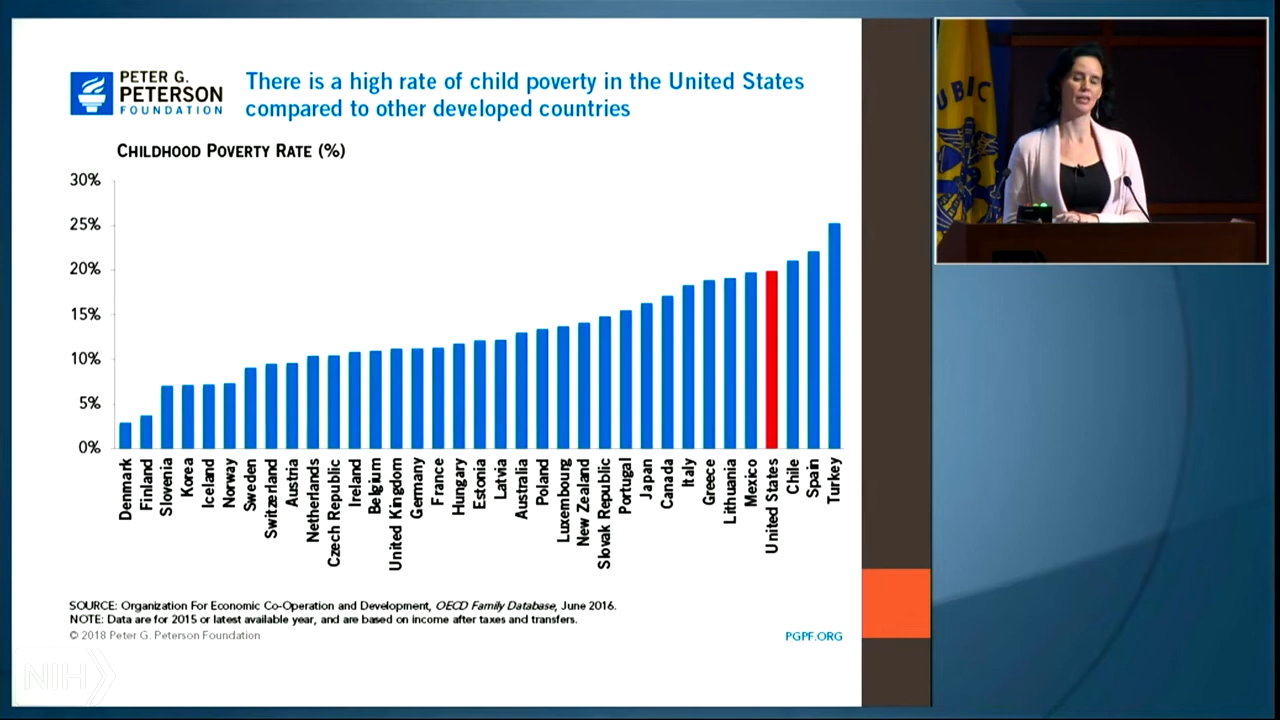 PETER G.
PETERSON
FOUNDATION
There is a high rate of child poverty in the United States
compared to other developed countries
CHILDHOOD POVERTY RATE (%)
30%
25%
20%
15%
10%
5%
0%
Denmark
Finland
Slovenia
Korea
Iceland
Norway
Sweden
Switzerland
Austria
Netherlands
Czech Republic
Ireland
Belgium
United Kingdom
Germany
France
Hungary
Estonia
Latvia
Australia
Poland
Luxembourg
New Zealand
Slovak Republic
Portugal
Japan
Canada
Italy
Greece
Lithuania
Mexico
United States
Chile
Spain
Turkey
SOURCE: Organization For Economic Co-Operation and Development, OECD Family Database, June 2016.
NOTE: Data are for 2015 or latest available year, and are based on income after taxes and transfers.
© 2018 Peter G. Peterson Foundation
PGPF.ORG
NIH